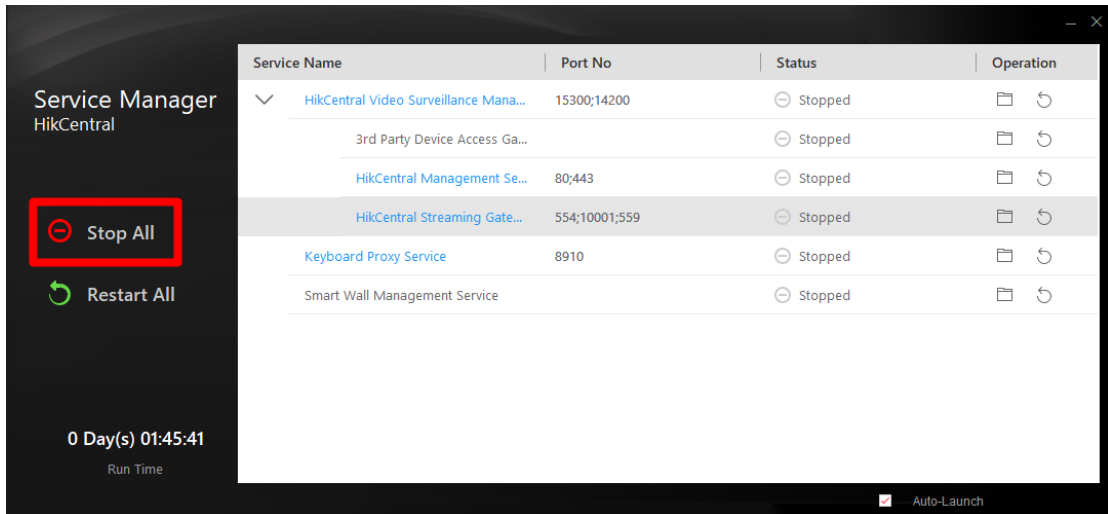 Service Name Port No Status Operation
Service Manager
HikCentral
HikCentral Video Surveillance Mana... 15300;14200 Stopped
3rd Party Device Access Ga... Stopped
HikCentral Management Se... 80;443 Stopped
HikCentral Streaming Gate... 554;10001;559 Stopped
Stop All
Keyboard Proxy Service 8910 Stopped
Restart All
Smart Wall Management Service Stopped
0 Day(s) 01:45:41
Run Time
Auto-Launch